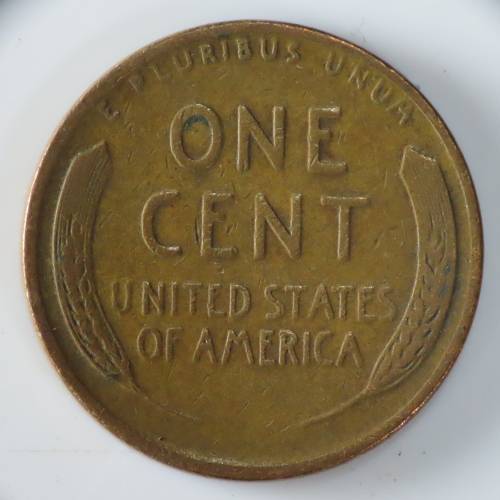 E PLURIBUS UNUM
ONE
CENT
UNITED STATES
OF AMERICA